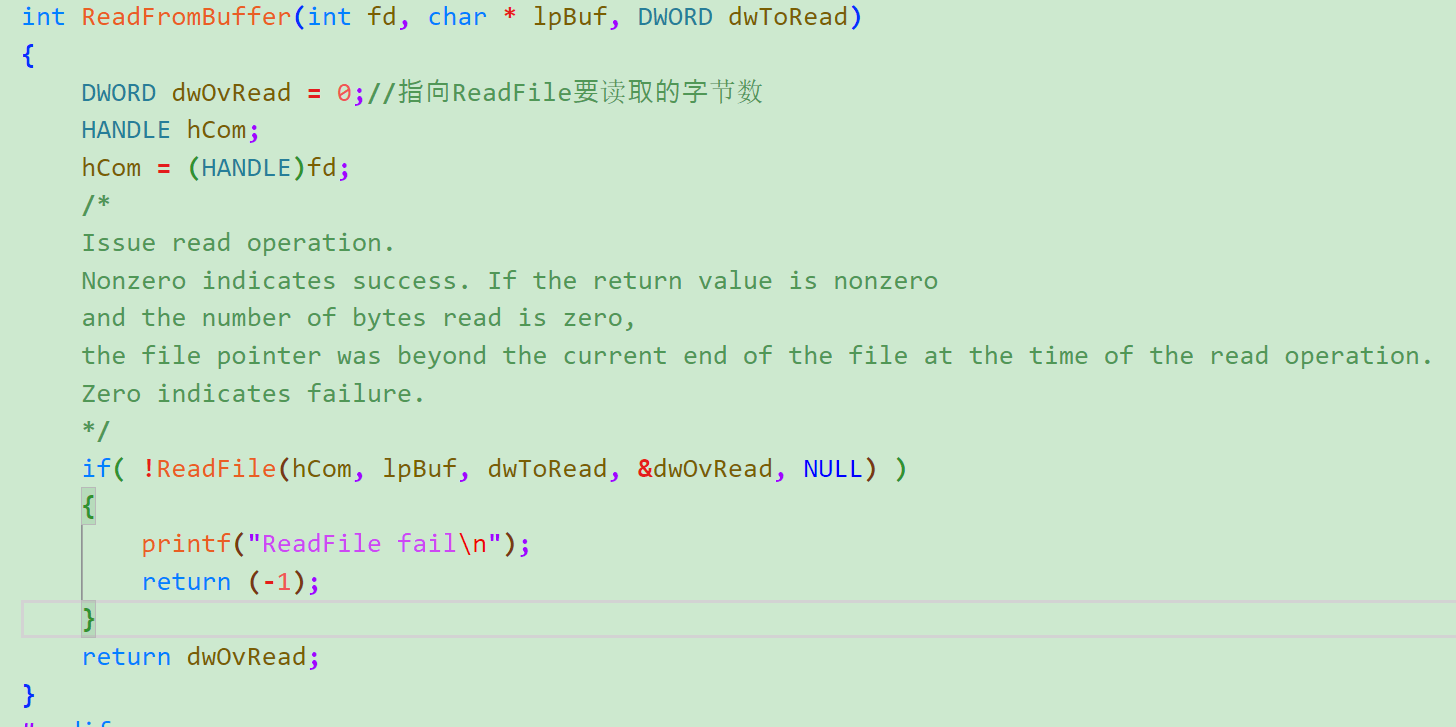 int ReadFromBuffer(int fd, char * lpBuf, DWORD dwToRead)
{
    DWORD dwOvRead = 0;//指向ReadFile要读取的字节数
    HANDLE hCom;
    hCom = (HANDLE)fd;
    /*
    Issue read operation.
    Nonzero indicates success. If the return value is nonzero
    and the number of bytes read is zero,
    the file pointer was beyond the current end of the file at the time of the read operation.
    Zero indicates failure.
    */
    if( !ReadFile(hCom, lpBuf, dwToRead, &dwOvRead, NULL) )
    {
        printf("ReadFile fail\n");
        return (-1);
    }
    return dwOvRead;
}